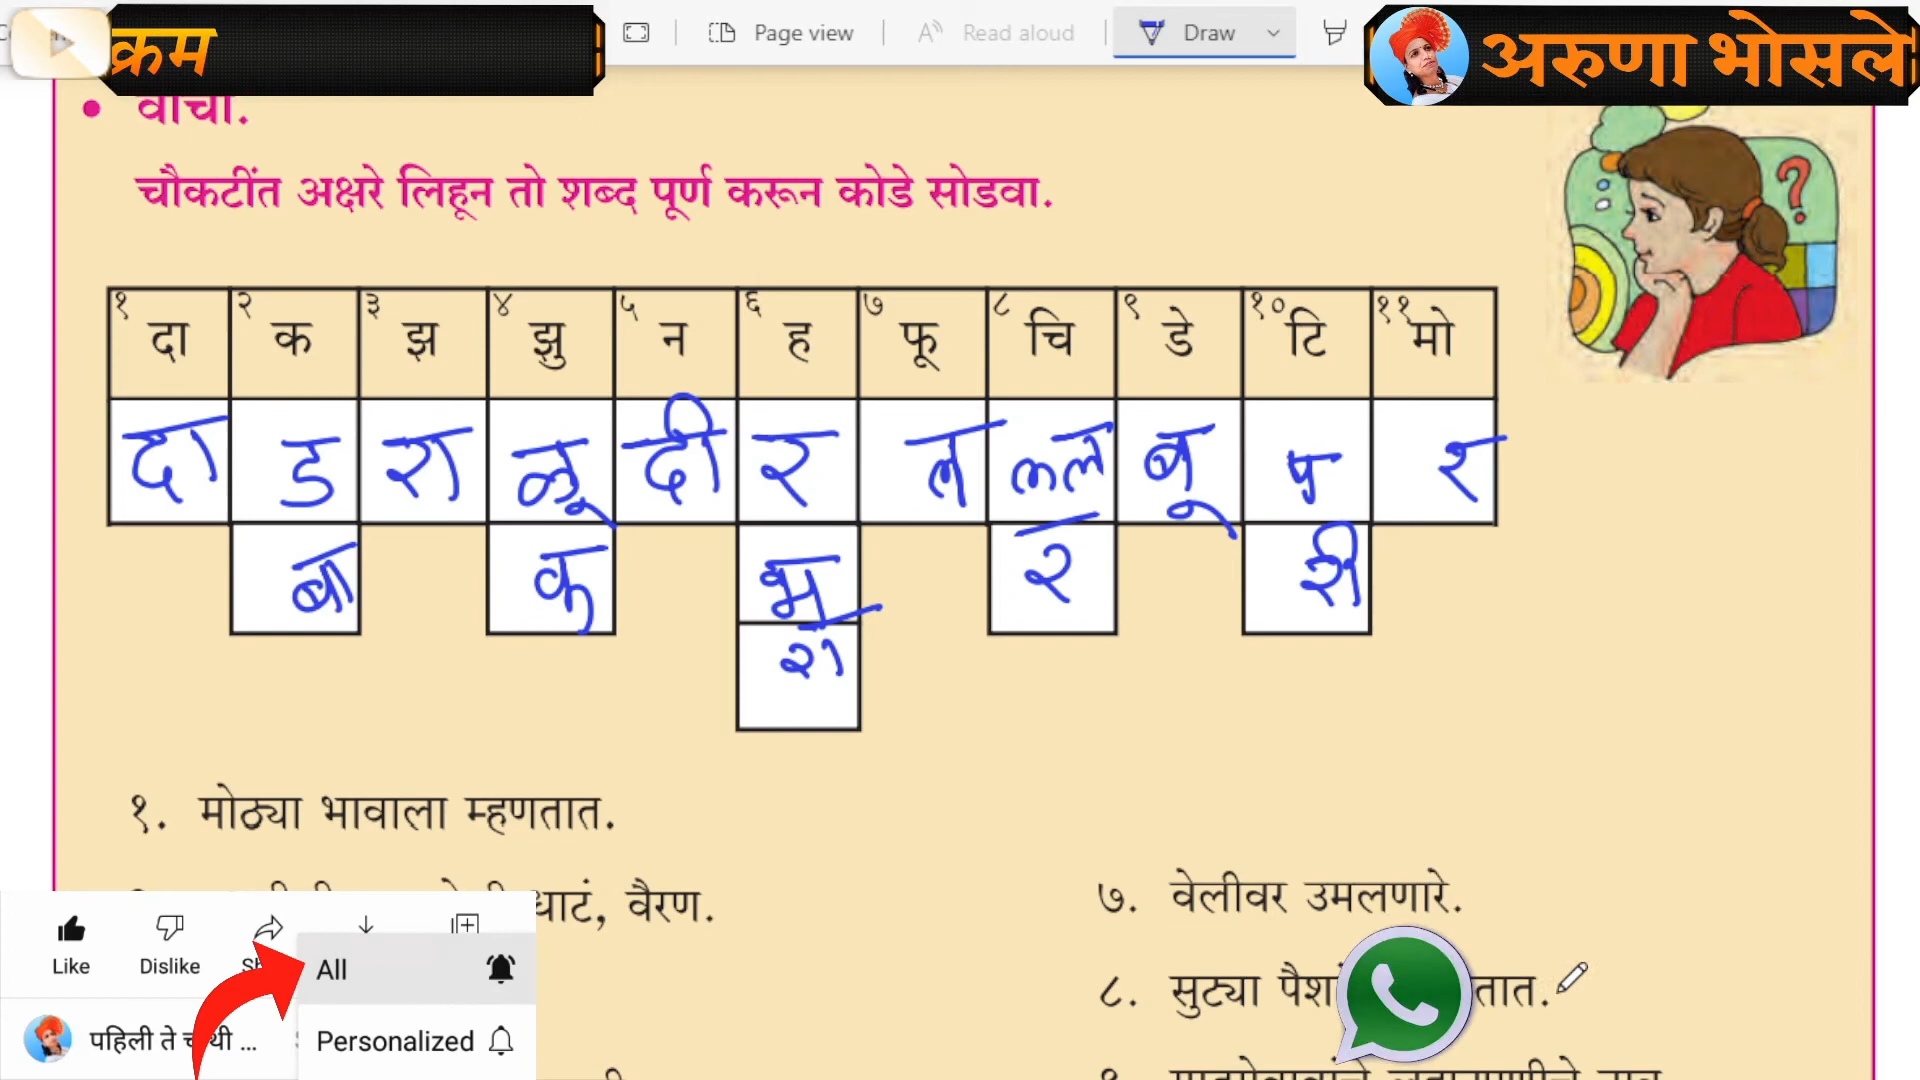 क्रम
Page view
Read aloud
Draw
अरुणा भोसले
वाचा.
चौकटींत अक्षरे लिहून तो शब्द पूर्ण करून कोडे सोडवा.
?
१ २ ३ ४ ५ ६ ७ ८ ९ १० ११
दा क झ झु न ह फू चि डे टि मो
दा ड रा ळू दी र ल ल्ल बू प र
बा क भ र री
रा
१. मोठ्या भावाला म्हणतात.
धाटं, वैरण.
७. वेलीवर उमलणारे.
Like
Dislike
All
८. सुट्या तात.
पहिली ते
Personalized